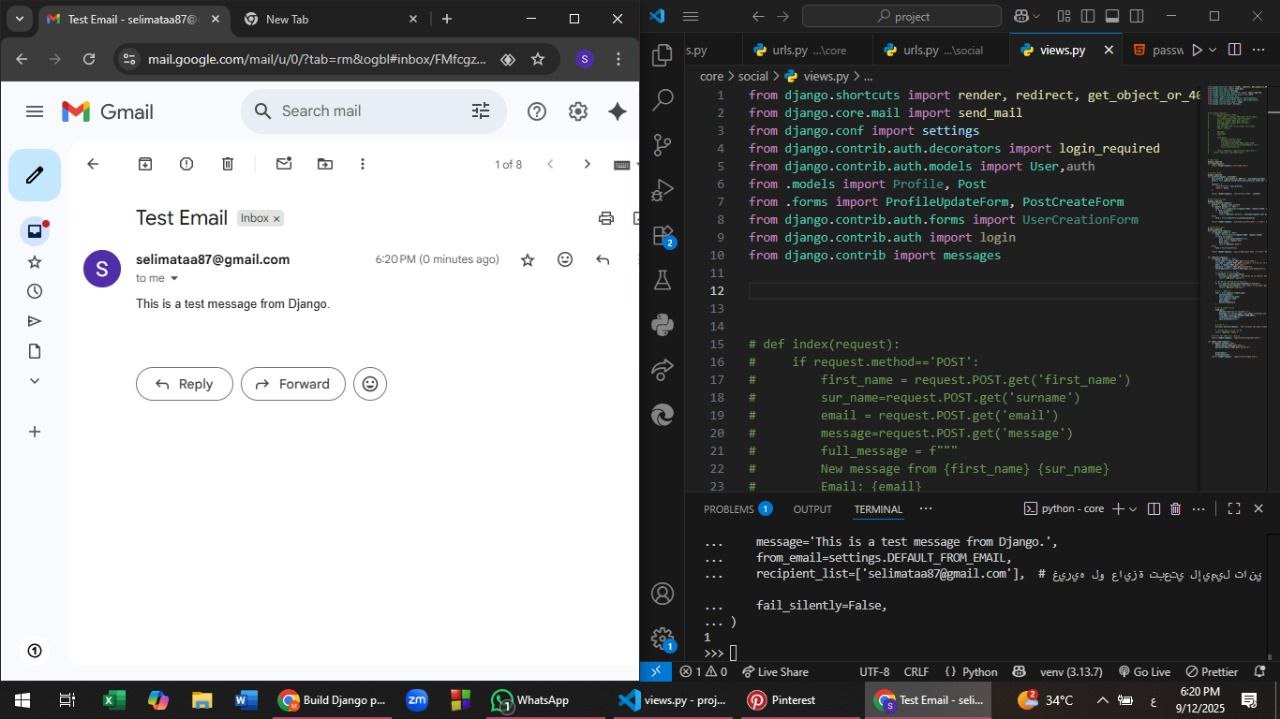 Test Email - selimataa87@
New Tab
mail.google.com/mail/u/0/?tab=rm&ogbl#inbox/FMfcgz...
S
Gmail
Search mail
1 of 8
Test Email
Inbox ×
S
selimataa87@gmail.com
6:20 PM (0 minutes ago)
to me
This is a test message from Django.
Reply
Forward
project
s.py
urls.py ...\core
urls.py ...\social
views.py
passw
core > social > views.py > ...
1 from django.shortcuts import render, redirect, get_object_or_40
2 from django.core.mail import send_mail
3 from django.conf import settings
4 from django.contrib.auth.decorators import login_required
5 from django.contrib.auth.models import User,auth
6 from .models import Profile, Post
7 from .forms import ProfileUpdateForm, PostCreateForm
8 from django.contrib.auth.forms import UserCreationForm
9 from django.contrib.auth import login
10 from django.contrib import messages
11
12
13
14
15 # def index(request):
16 #     if request.method=='POST':
17 #         first_name = request.POST.get('first_name')
18 #         sur_name=request.POST.get('surname')
19 #         email = request.POST.get('email')
20 #         message=request.POST.get('message')
21 #         full_message = f"""
22 #         New message from {first_name} {sur_name}
23 #         Email: {email}
2
1
PROBLEMS 1
OUTPUT
TERMINAL
...
python - core
...     message='This is a test message from Django.',
...     from_email=settings.DEFAULT_FROM_EMAIL,
...     recipient_list=['selimataa87@gmail.com'],  #
...     fail_silently=False,
... )
1
>>>
1 0
Live Share
UTF-8
CRLF
{ } Python
venv (3.13.7)
Go Live
Prettier
Build Django p...
zm
1
WhatsApp
views.py - proj...
Pinterest
Test Email - seli...
2
34°C
ع
6:20 PM
9/12/2025